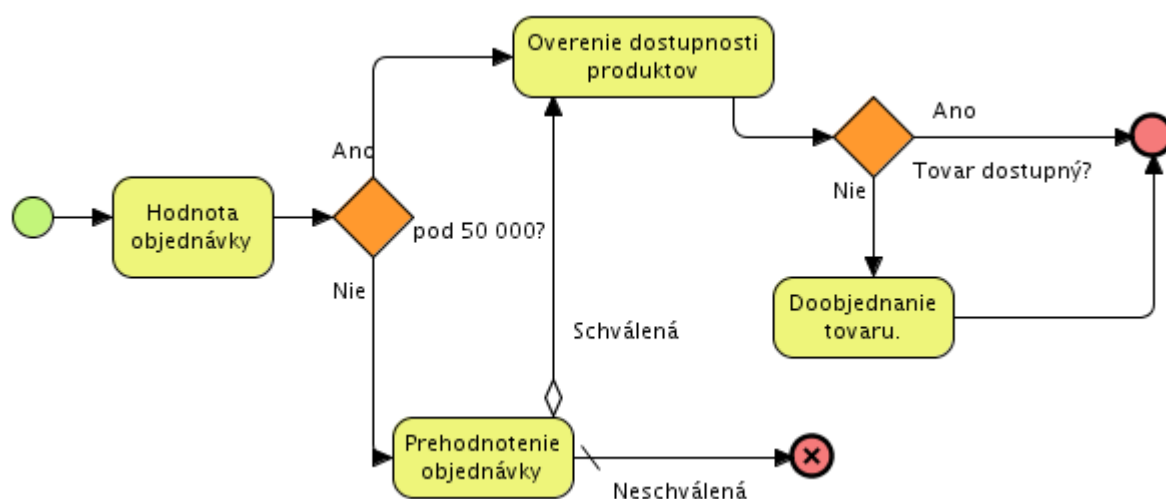 Overenie dostupnosti
produktov
Ano
Ano
Nie
Tovar dostupný?
Hodnota
objednávky
pod 50 000?
Nie
Doobjednanie
tovaru.
Schválená
Prehodnotenie
objednávky
Neschválená